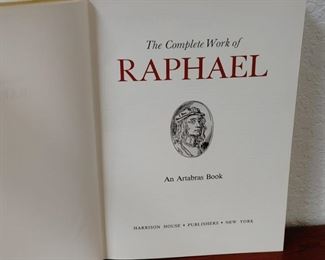 The Complete Work of
RAPHAEL
An Artabras Book
HARRISON HOUSE • PUBLISHERS • NEW YORK